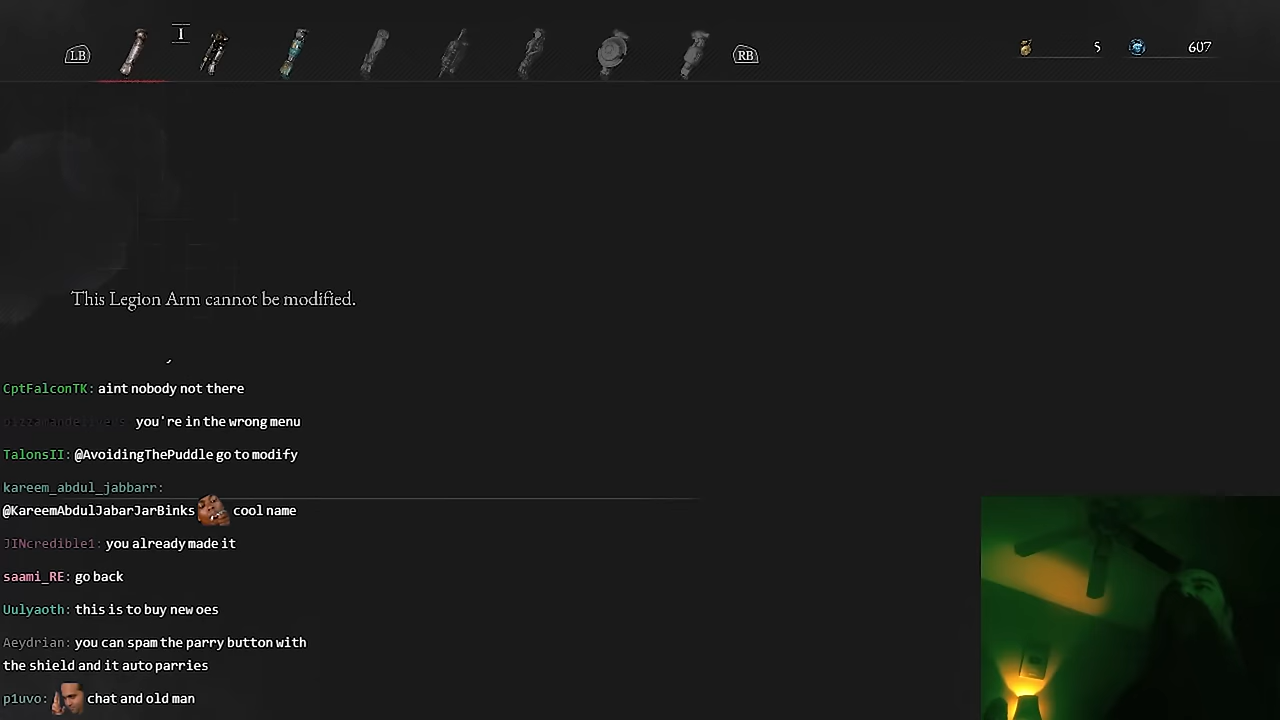 LB
I
RB
5
607
This Legion Arm cannot be modified.
CptFalconTK: aint nobody not there
you're in the wrong menu
TalonsII: @AvoidingThePuddle go to modify
kareem_abdul_jabbarr:
@KareemAbdulJabarJarBinks cool name
JINcredible1: you already made it
saami_RE: go back
Uulyaoth: this is to buy new oes
Aeydrian: you can spam the parry button with
the shield and it auto parries
p1uvo: chat and old man